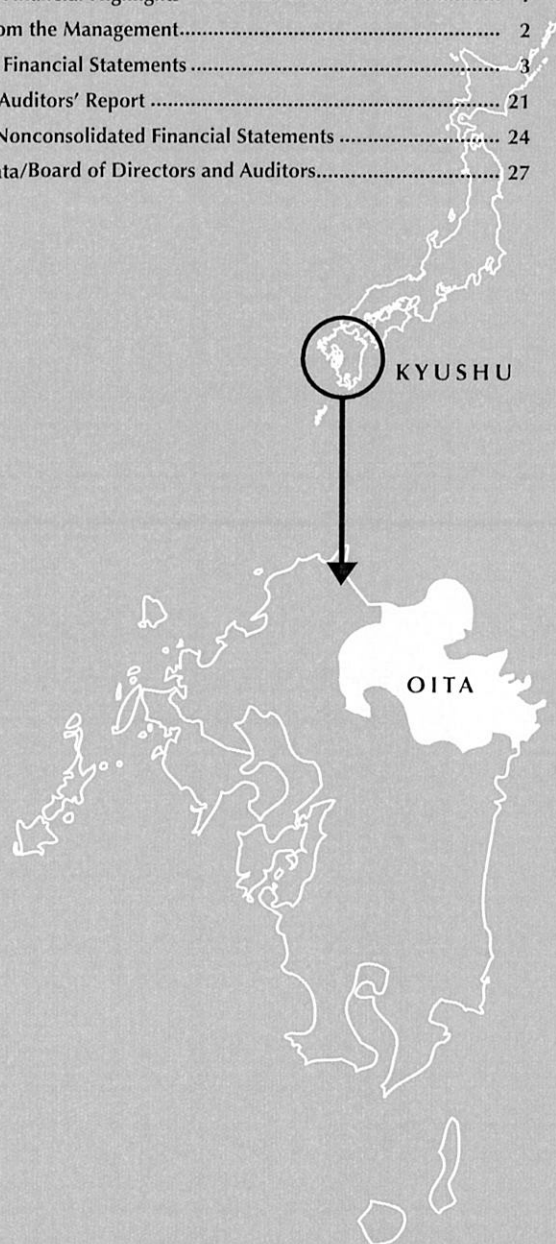 om the Management.................................................................. 2
Financial Statements................................................................ 3
Auditors' Report....................................................................... 21
Nonconsolidated Financial Statements .................................. 24
ata/Board of Directors and Auditors...................................... 27
KYUSHU
OITA